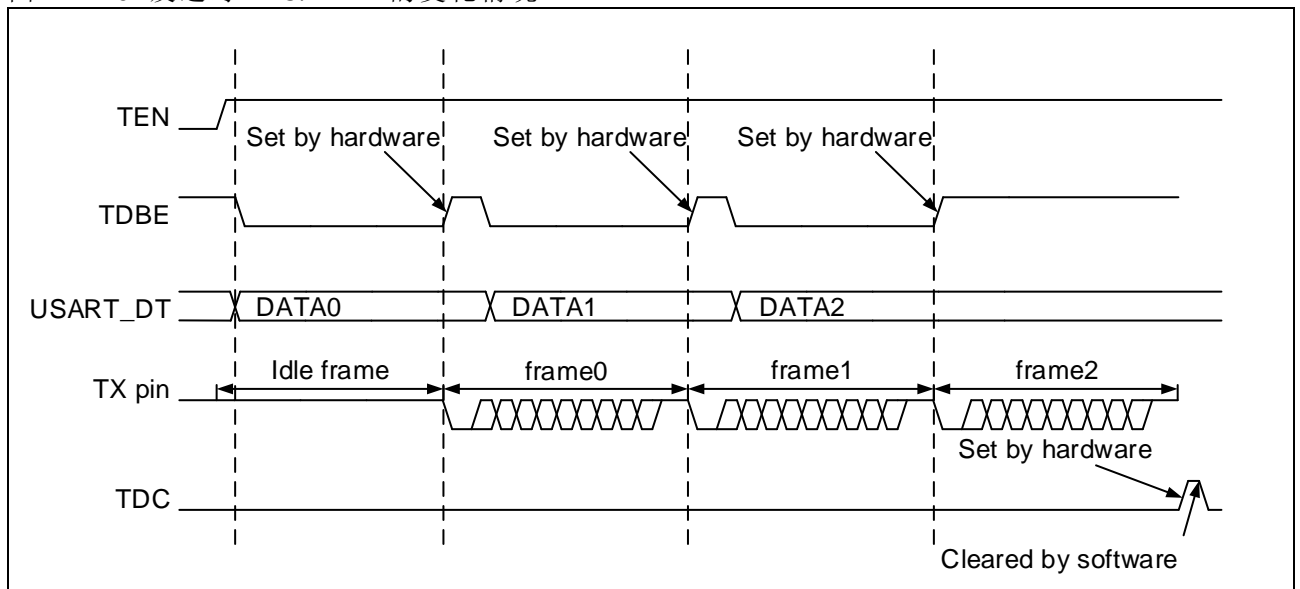 TEN
Set by hardware
Set by hardware
Set by hardware
TDBE
USART_DT
DATA0
DATA1
DATA2
TX pin
Idle frame
frame0
frame1
frame2
Set by hardware
TDC
Cleared by software